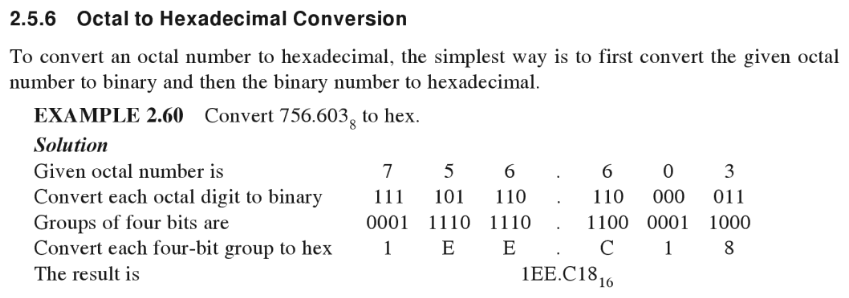 2.5.6 Octal to Hexadecimal Conversion
To convert an octal number to hexadecimal, the simplest way is to first convert the given octal
number to binary and then the binary number to hexadecimal.
EXAMPLE 2.60 Convert 756.603₈ to hex.
Solution
Given octal number is 7 5 6 . 6 0 3
Convert each octal digit to binary 111 101 110 . 110 000 011
Groups of four bits are 0001 1110 1110 . 1100 0001 1000
Convert each four-bit group to hex 1 E E . C 1 8
The result is 1EE.C18₁₆